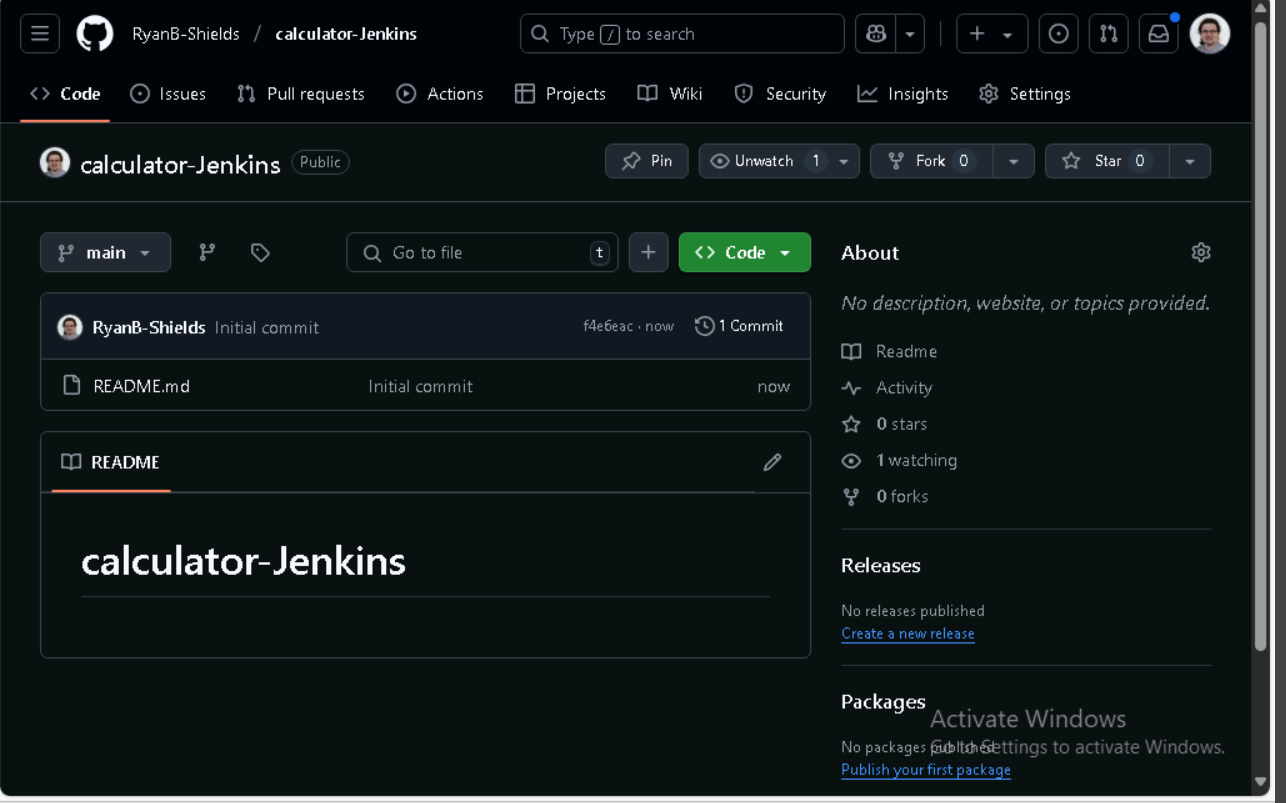 RyanB-Shields / calculator-Jenkins
Type / to search
Code
Issues
Pull requests
Actions
Projects
Wiki
Security
Insights
Settings
calculator-Jenkins Public
Pin
Unwatch 1
Fork 0
Star 0
main
Go to file t
Code
RyanB-Shields Initial commit f4e6eac · now 1 Commit
README.md Initial commit now
README
calculator-Jenkins
About
No description, website, or topics provided.
Readme
Activity
0 stars
1 watching
0 forks
Releases
No releases published
Create a new release
Packages
No packages published
Publish your first package
Activate Windows
Go to Settings to activate Windows.